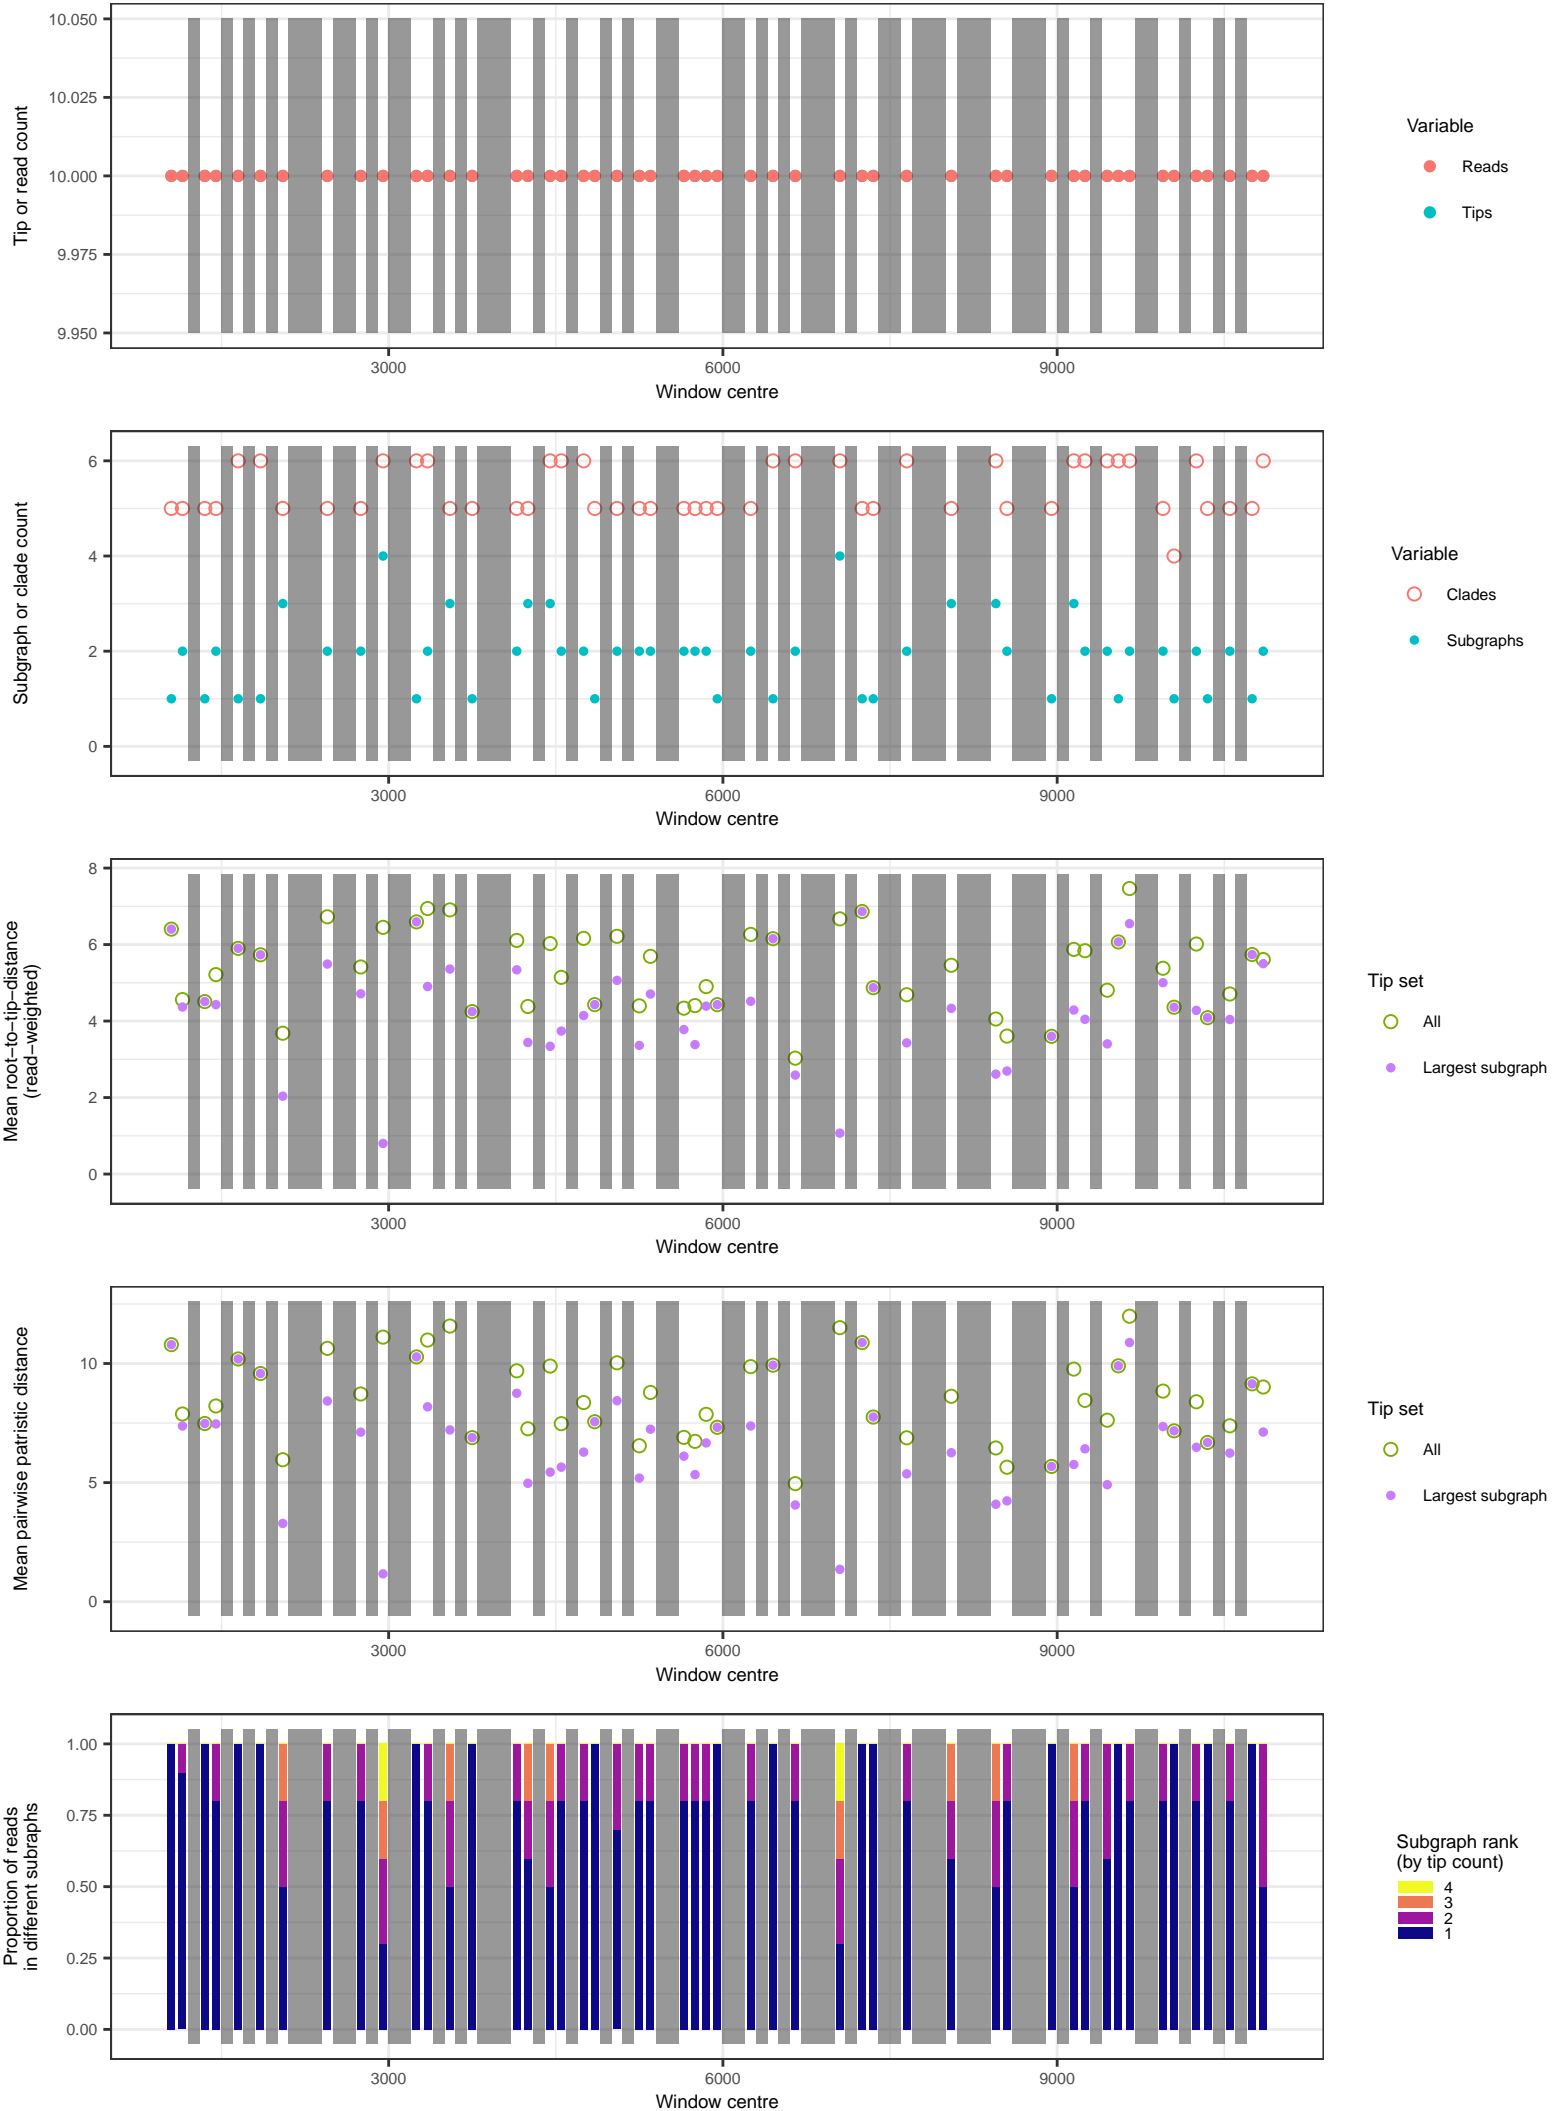 10.050
10.025
10.000
9.975
9.950
Tip or read count
3000 6000 9000
Window centre
Variable
Reads
Tips
6
4
2
0
Subgraph or clade count
3000 6000 9000
Window centre
Variable
Clades
Subgraphs
8
6
4
2
0
Mean root−to−tip−distance
(read−weighted)
3000 6000 9000
Window centre
Tip set
All
Largest subgraph
10
5
0
Mean pairwise patristic distance
3000 6000 9000
Window centre
Tip set
All
Largest subgraph
1.00
0.75
0.50
0.25
0.00
Proportion of reads
in different subraphs
3000 6000 9000
Window centre
Subgraph rank
(by tip count)
4
3
2
1